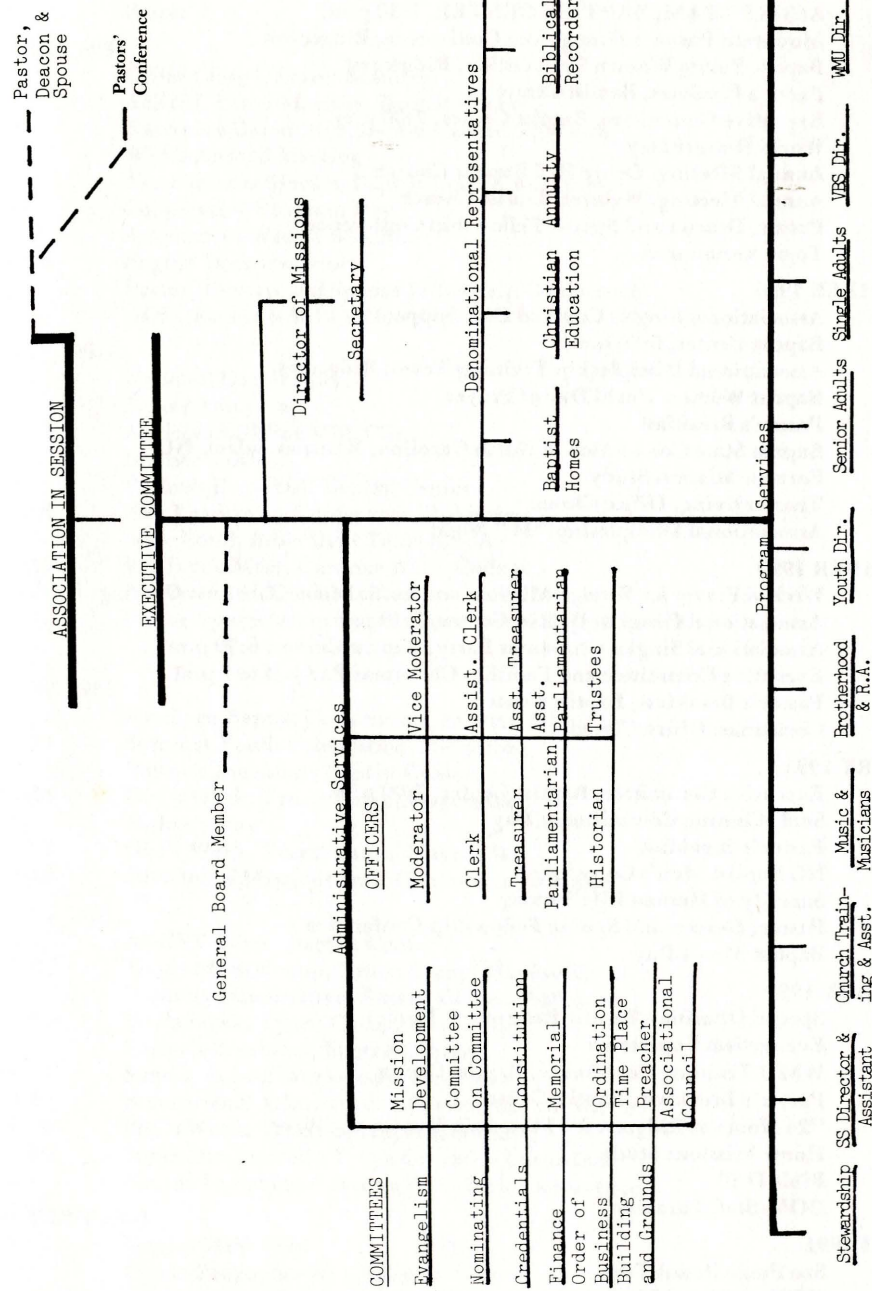 ASSOCIATION IN SESSION
Pastor,
Deacon &
Spouse
Pastors'
Conference
EXECUTIVE COMMITTEE
General Board Member
Director of Missions
Secretary
Administrative Services
COMMITTEES
Evangelism
Mission
Development
Nominating
Committee
on Committee
Credentials
Constitution
Finance
Memorial
Order of
Business
Ordination
Building
and Grounds
Time Place
Preacher
Associational
Council
OFFICERS
Moderator
Vice Moderator
Clerk
Assist. Clerk
Treasurer
Asst. Treasurer
Parliamentarian
Asst.
Parliamentarian
Historian
Trustees
Denominational Representatives
Baptist
Homes
Christian
Education
Annuity
Biblical
Recorder
Program Services
Stewardship
SS Director &
Assistant
Church Train-
ing & Asst.
Music &
Musicians
Brotherhood
& R.A.
Youth Dir.
Senior Adults
Single Adults
VBS Dir.
WMU Dir.